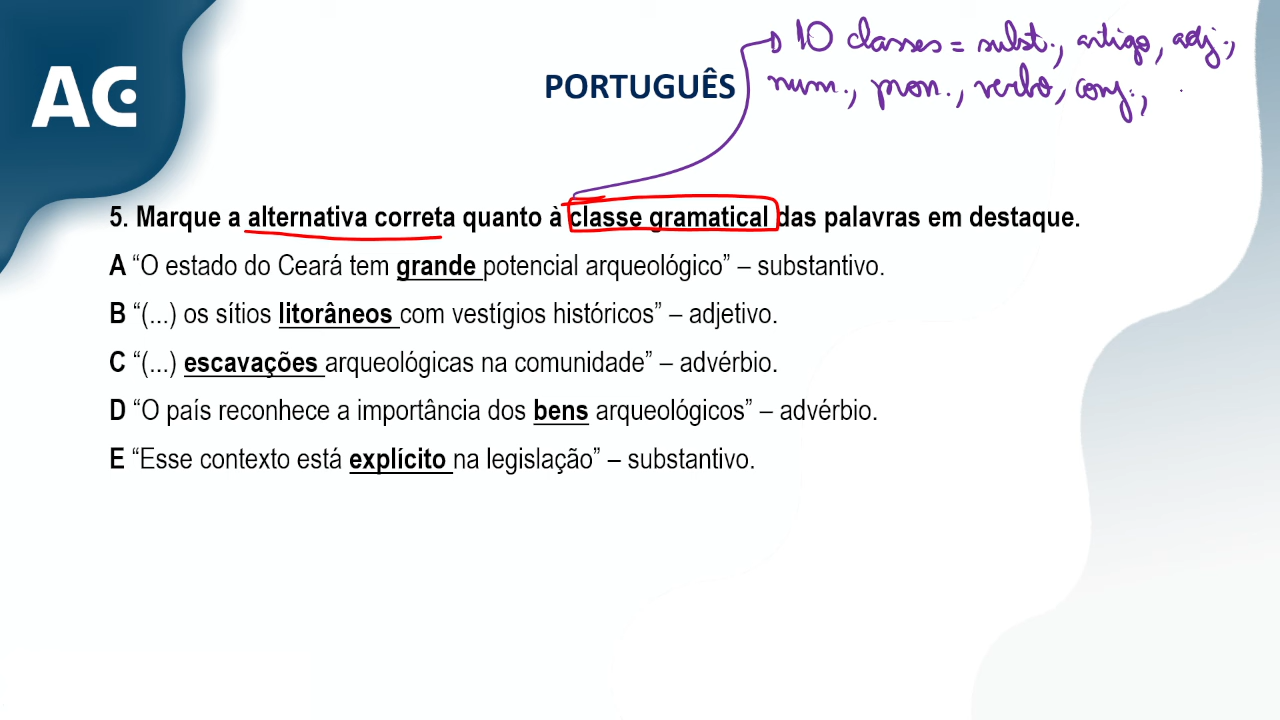 AC
10 classes = subst., artigo, adj.,
PORTUGUÊS
num., pron., verbo, conj.,
5. Marque a alternativa correta quanto à classe gramatical das palavras em destaque.
A “O estado do Ceará tem grande potencial arqueológico” – substantivo.
B “(...) os sítios litorâneos com vestígios históricos” – adjetivo.
C “(...) escavações arqueológicas na comunidade” – advérbio.
D “O país reconhece a importância dos bens arqueológicos” – advérbio.
E “Esse contexto está explícito na legislação” – substantivo.